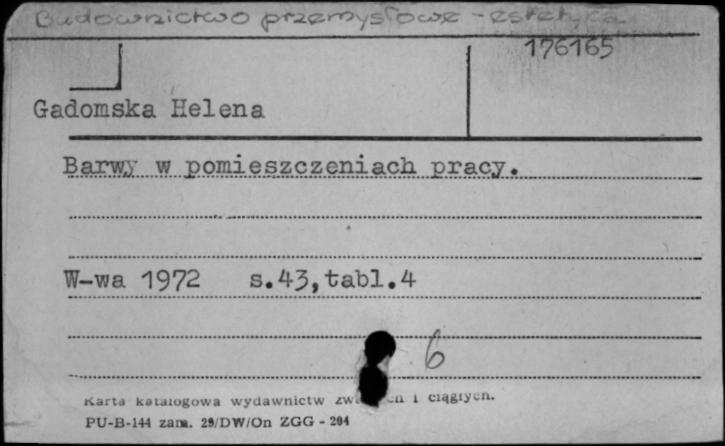 Budownictwo przemysłowe - estetyka
176165
Gadomska Helena
Barwy w pomieszczeniach pracy.
W-wa 1972 s.43,tabl.4
6
Karta katalogowa wydawnictw i ciągłych.
PU-B-144 zam. 29/DW/On ZGG - 204